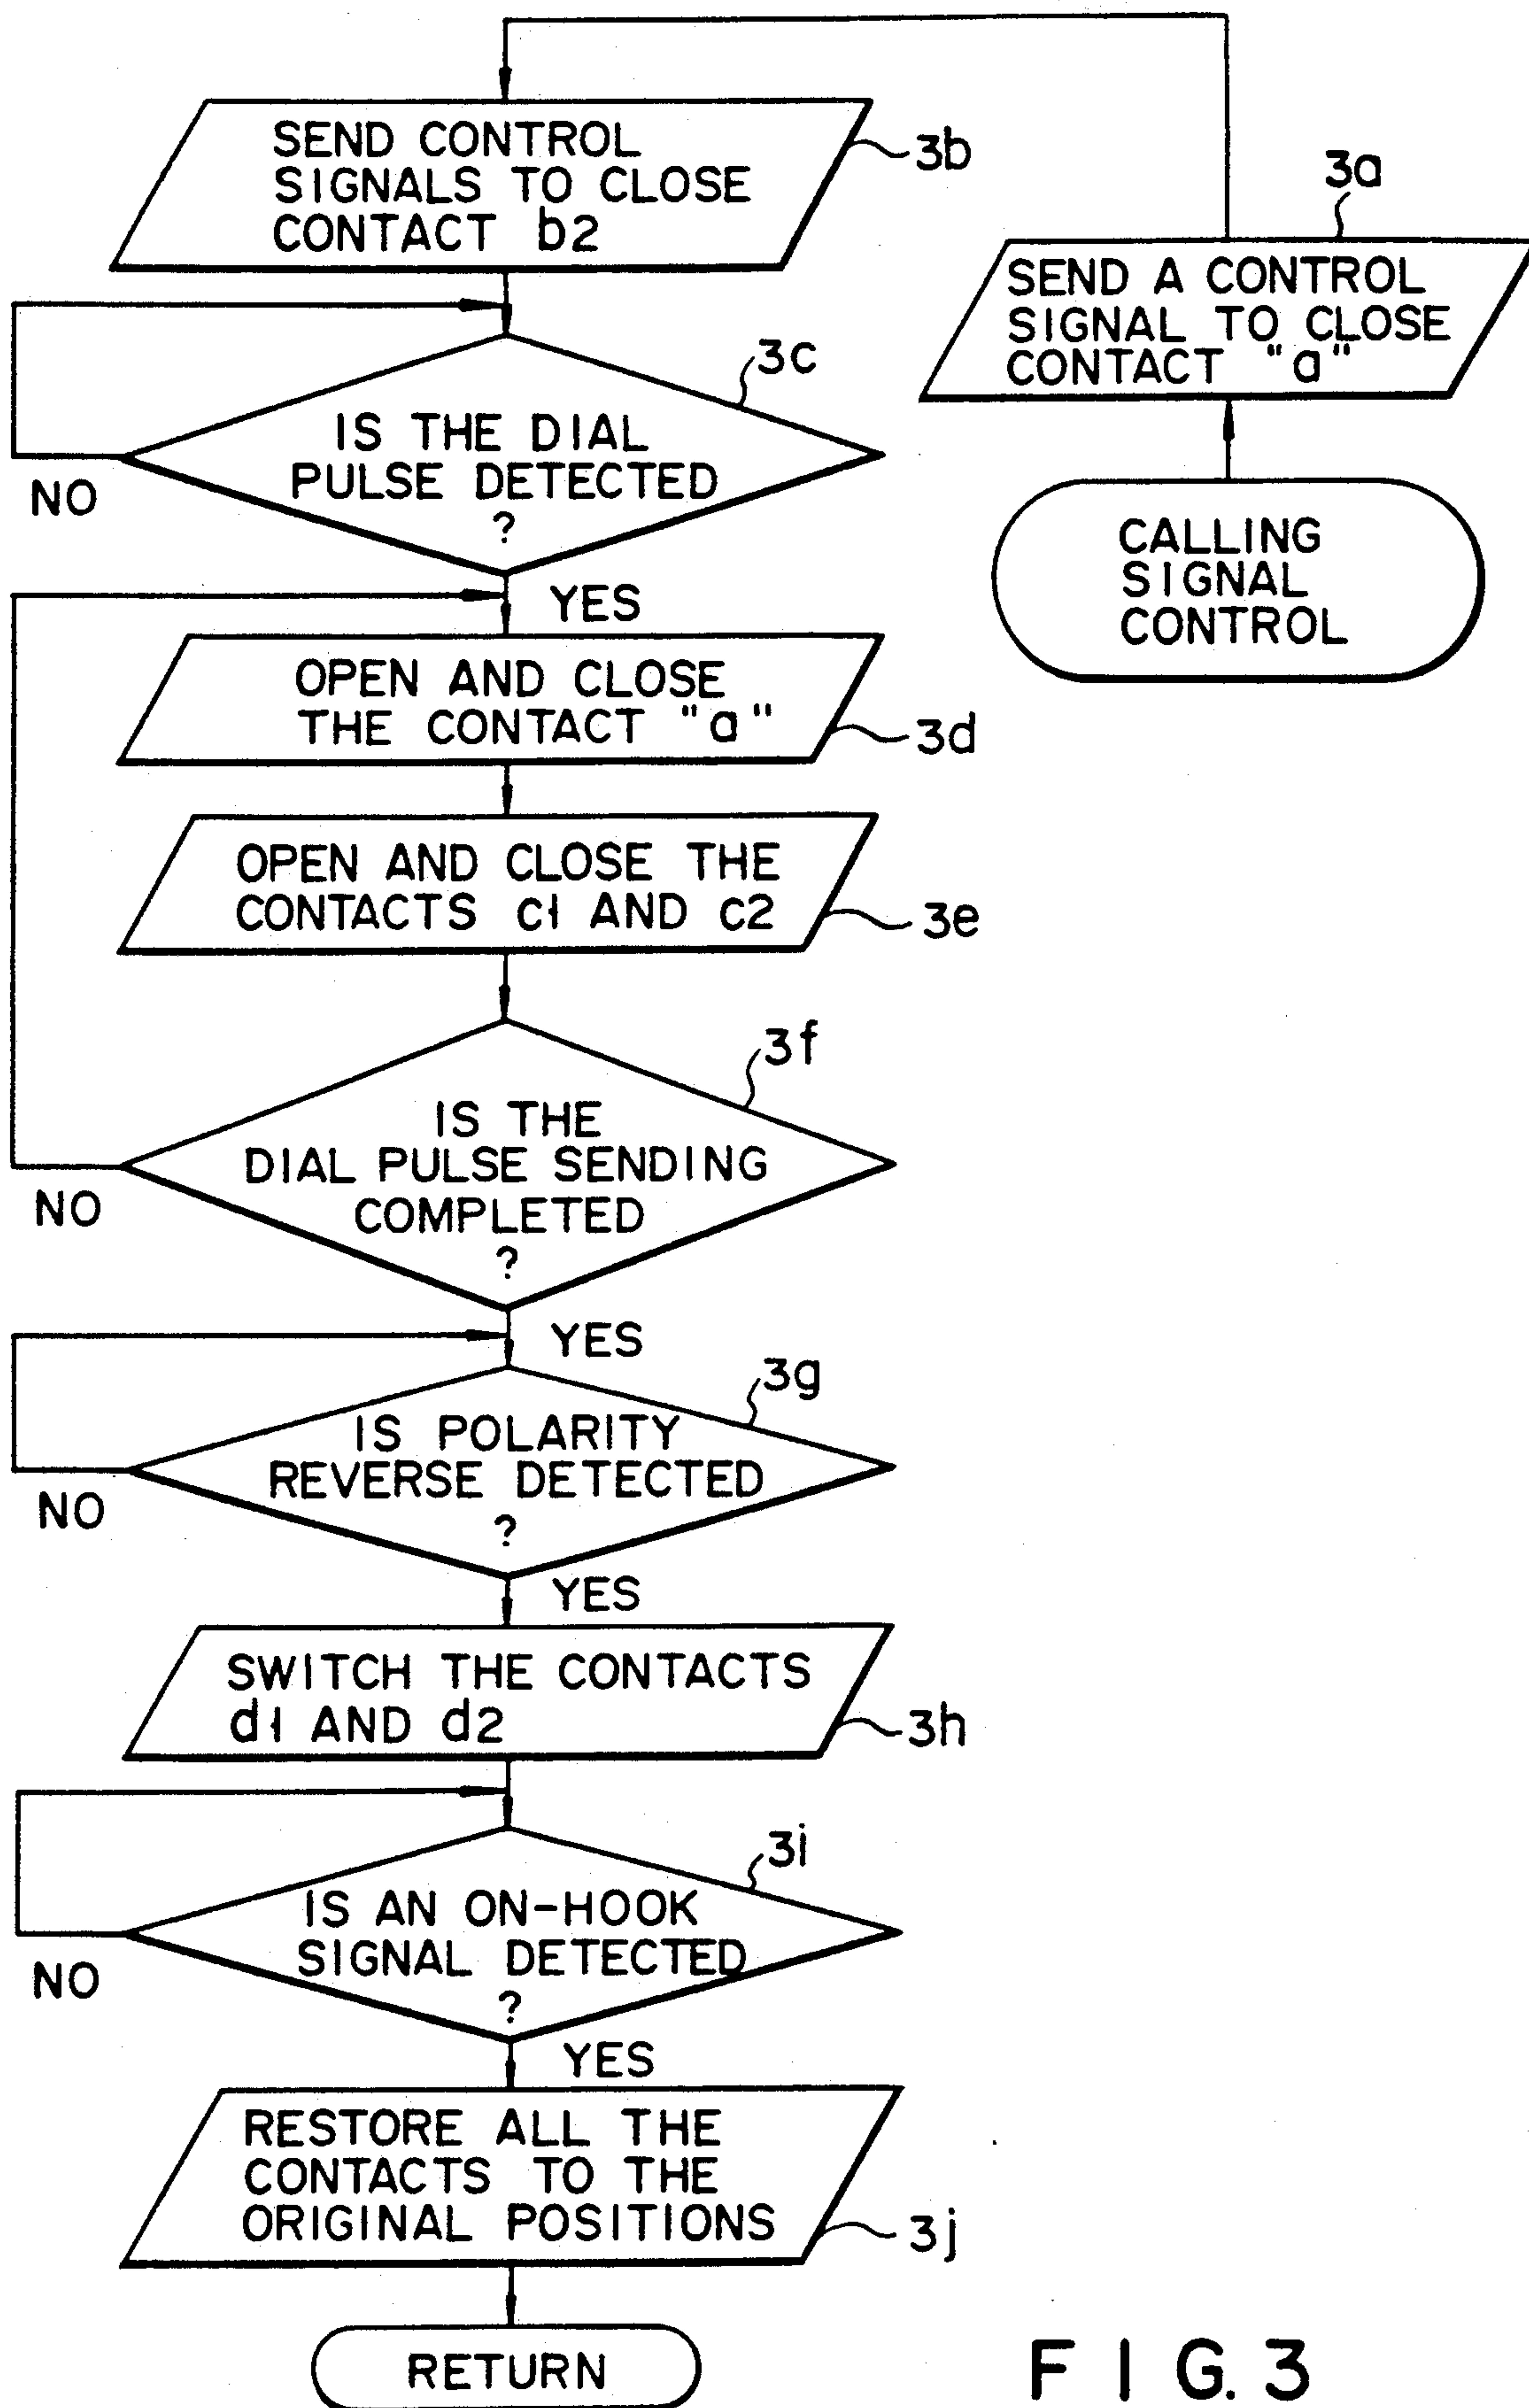 CALLING
SIGNAL
CONTROL
3a
SEND A CONTROL
SIGNAL TO CLOSE
CONTACT "a"
3b
SEND CONTROL
SIGNALS TO CLOSE
CONTACT b2
3c
IS THE DIAL
PULSE DETECTED
?
NO
YES
OPEN AND CLOSE
THE CONTACT "a"
3d
OPEN AND CLOSE THE
CONTACTS c1 AND c2
3e
3f
IS THE
DIAL PULSE SENDING
COMPLETED
?
NO
YES
3g
IS POLARITY
REVERSE DETECTED
?
NO
YES
SWITCH THE CONTACTS
d1 AND d2
3h
3i
IS AN ON-HOOK
SIGNAL DETECTED
?
NO
YES
RESTORE ALL THE
CONTACTS TO THE
ORIGINAL POSITIONS
3j
RETURN
FIG. 3